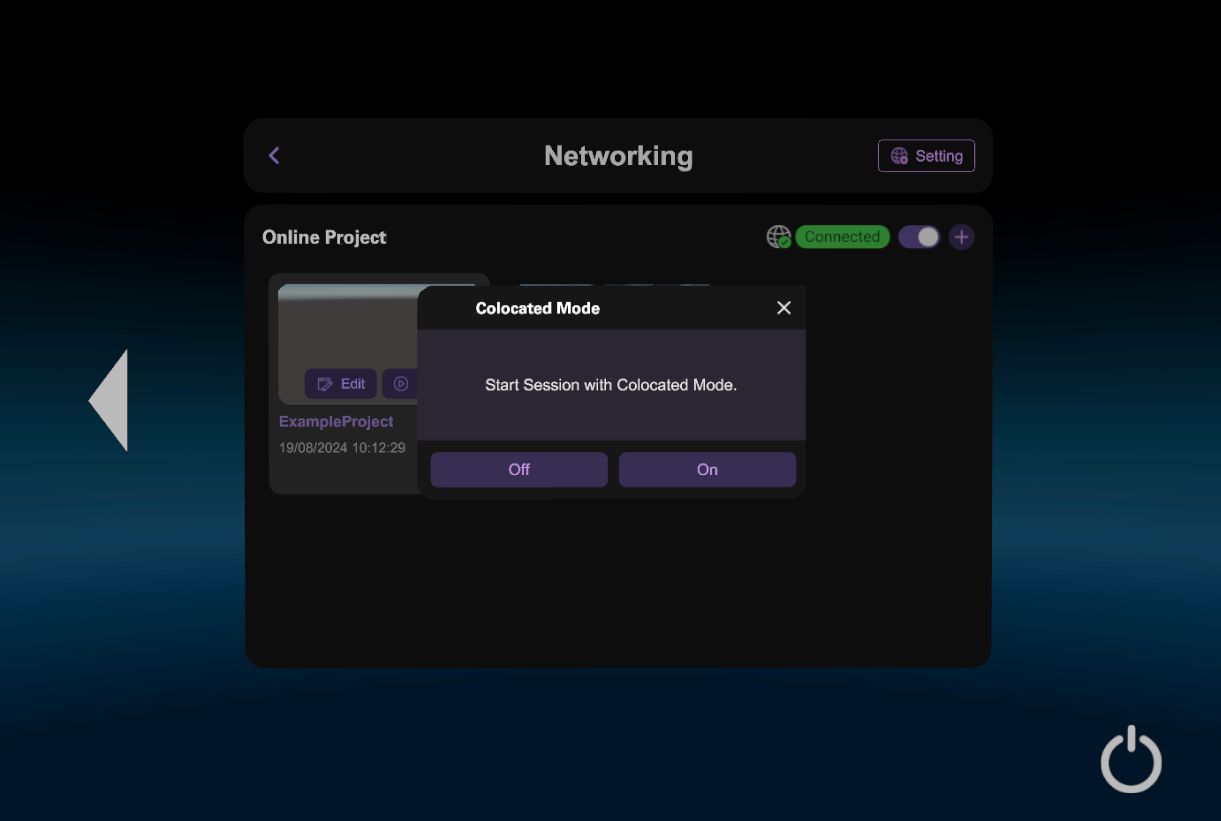 Networking
Setting
Online Project
Connected
Colocated Mode
Start Session with Colocated Mode.
Edit
ExampleProject
19/08/2024 10:12:29
Off
On